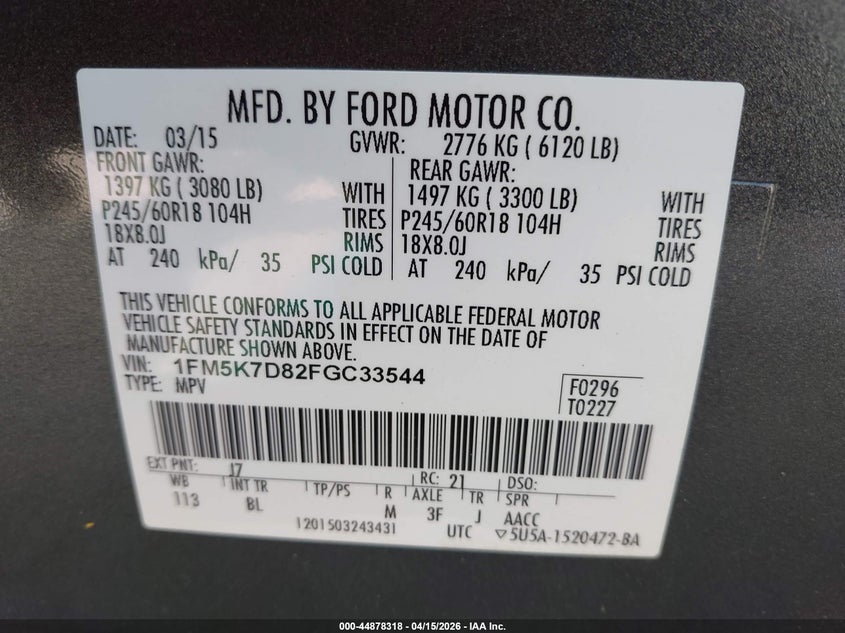 MFD. BY FORD MOTOR CO.
DATE: 03/15 GVWR: 2776 KG ( 6120 LB)
FRONT GAWR: REAR GAWR:
1397 KG ( 3080 LB) WITH 1497 KG ( 3300 LB) WITH
P245/60R18 104H TIRES P245/60R18 104H TIRES
18X8.0J RIMS 18X8.0J RIMS
AT 240 kPa/ 35 PSI COLD AT 240 kPa/ 35 PSI COLD
THIS VEHICLE CONFORMS TO ALL APPLICABLE FEDERAL MOTOR
VEHICLE SAFETY STANDARDS IN EFFECT ON THE DATE OF
MANUFACTURE SHOWN ABOVE.
VIN: 1FM5K7D82FGC33544
TYPE: MPV
F0296
T0227
EXT PNT: J7 RC: 21 DSO:
WB INT TR TP/PS R AXLE TR SPR
113 BL M 3F J AACC
1201503243431 UTC ▽5U5A-1520472-BA
000-44878318 - 04/15/2026 - IAA Inc.